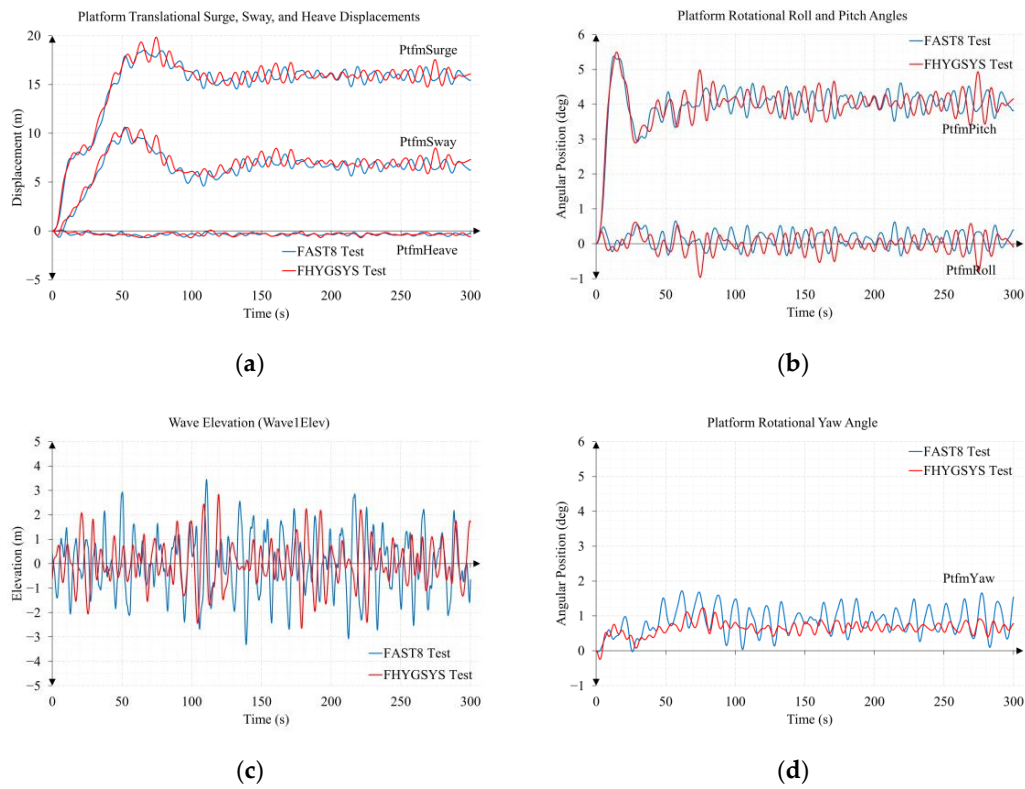 Platform Translational Surge, Sway, and Heave Displacements
20
15
10
5
0
−5
Displacement (m)
PtfmSurge
PtfmSway
PtfmHeave
FAST8 Test
FHYGSYS Test
0 50 100 150 200 250 300
Time (s)
(a)
Platform Rotational Roll and Pitch Angles
6
5
4
3
2
1
0
−1
Angular Position (deg)
FAST8 Test
FHYGSYS Test
PtfmPitch
PtfmRoll
0 50 100 150 200 250 300
Time (s)
(b)
Wave Elevation (Wave1Elev)
5
4
3
2
1
0
−1
−2
−3
−4
−5
Elevation (m)
FAST8 Test
FHYGSYS Test
0 50 100 150 200 250 300
Time (s)
(c)
Platform Rotational Yaw Angle
6
5
4
3
2
1
0
−1
Angular Position (deg)
FAST8 Test
FHYGSYS Test
PtfmYaw
0 50 100 150 200 250 300
Time (s)
(d)